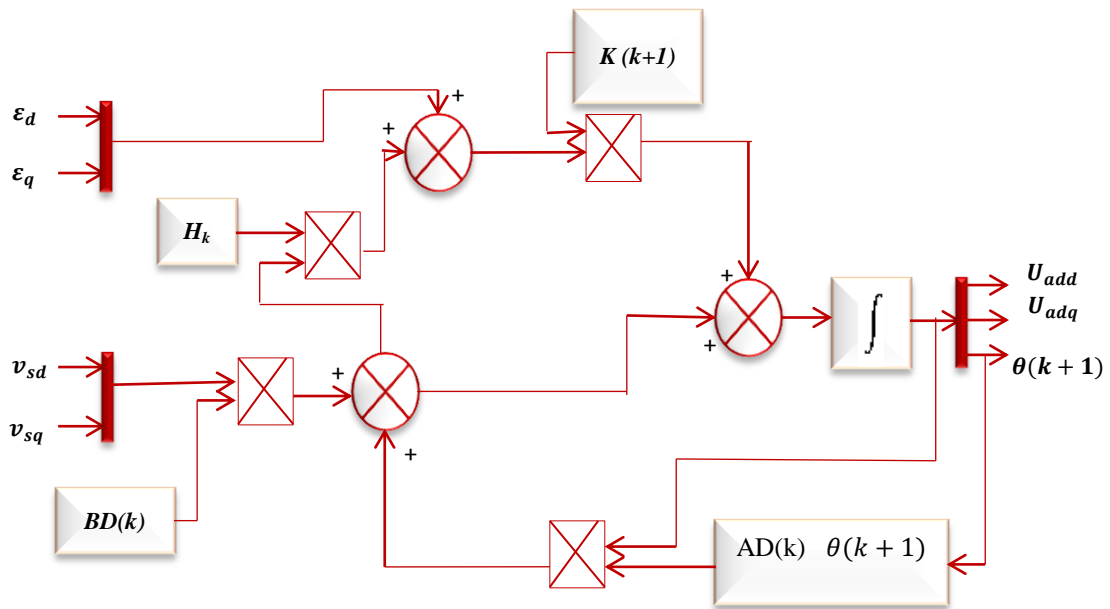 K (k+1)
+
ε_d
+
ε_q
H_k
+
U_add
U_adq
∫
+
v_sd
+
θ(k + 1)
v_sq
+
BD(k)
AD(k) θ(k + 1)